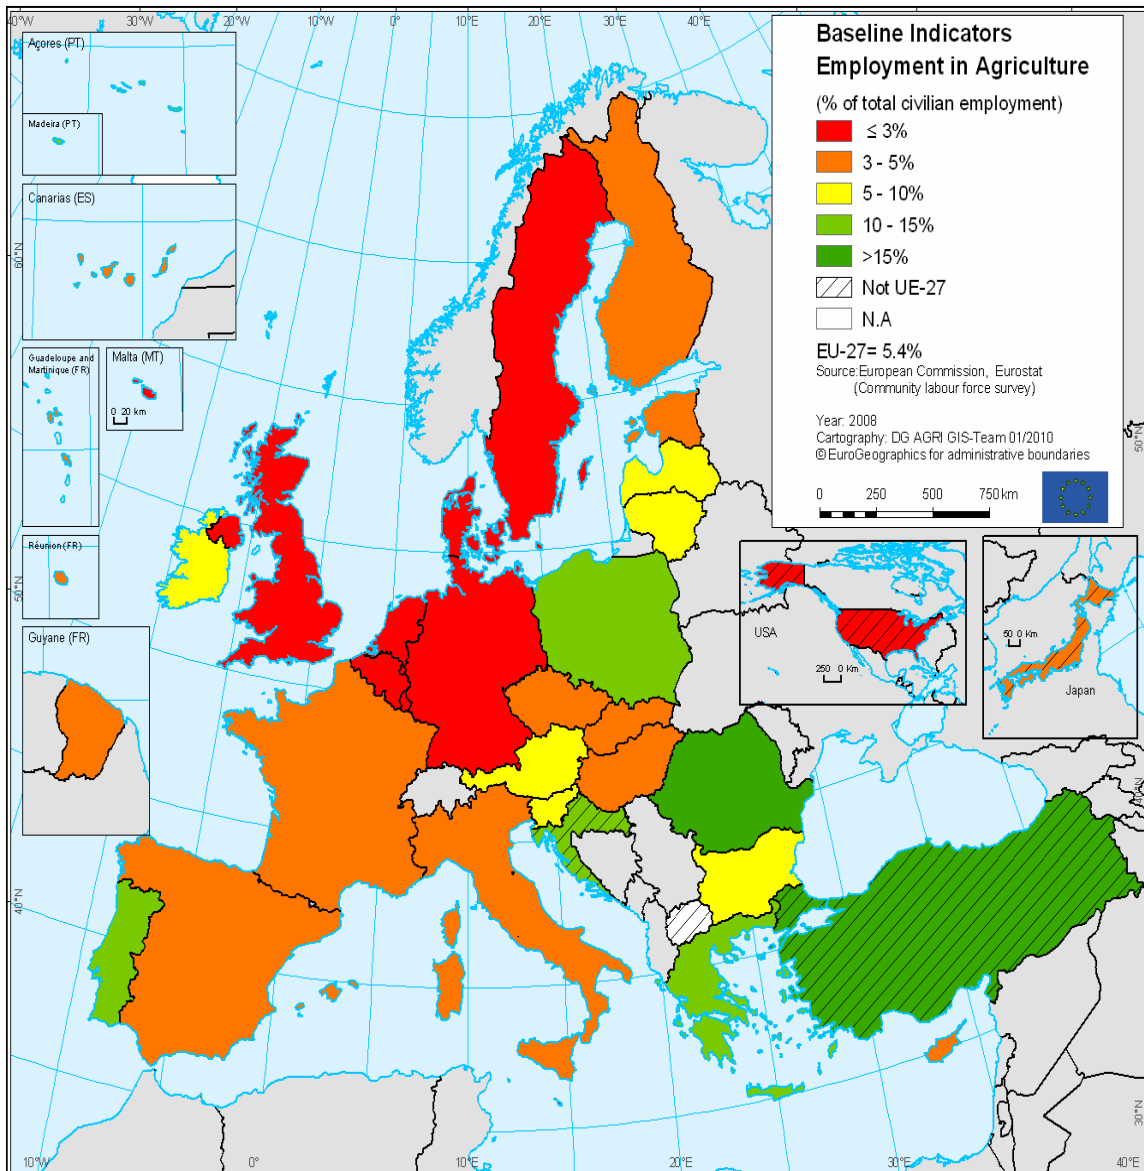 40°W
30°W
20°W
10°W
0°
10°E
20°E
30°E
40°E
Açores (PT)
Madeira (PT)
Canarias (ES)
Guadeloupe and
Martinique (FR)
Malta (MT)
0 20 km
Réunion (FR)
Guyane (FR)
60°N
50°N
40°N
Baseline Indicators
Employment in Agriculture
(% of total civilian employment)
≤ 3%
3 - 5%
5 - 10%
10 - 15%
>15%
Not UE-27
N.A
EU-27= 5.4%
Source:European Commission, Eurostat
(Community labour force survey)
Year: 2008
Cartography: DG AGRI GIS-Team 01/2010
© EuroGeographics for administrative boundaries
0 250 500 750 km
USA
250 0 Km
50 0 Km
Japan
50°N
40°N
30°N
10°W
0°
10°E
20°E
30°E
40°E